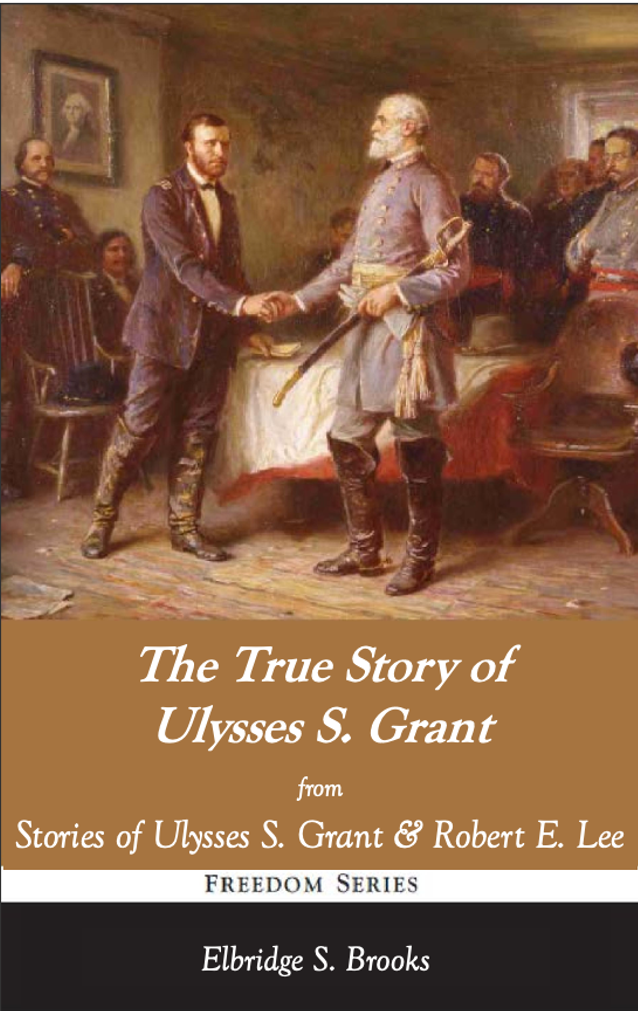 The True Story of
Ulysses S. Grant
from
Stories of Ulysses S. Grant & Robert E. Lee
FREEDOM SERIES
Elbridge S. Brooks